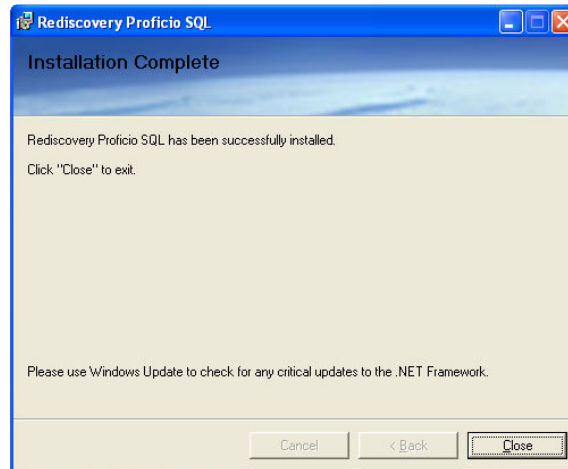 Rediscovery Proficio SQL
Installation Complete
Rediscovery Proficio SQL has been successfully installed.
Click "Close" to exit.
Please use Windows Update to check for any critical updates to the .NET Framework.
Cancel
< Back
Close